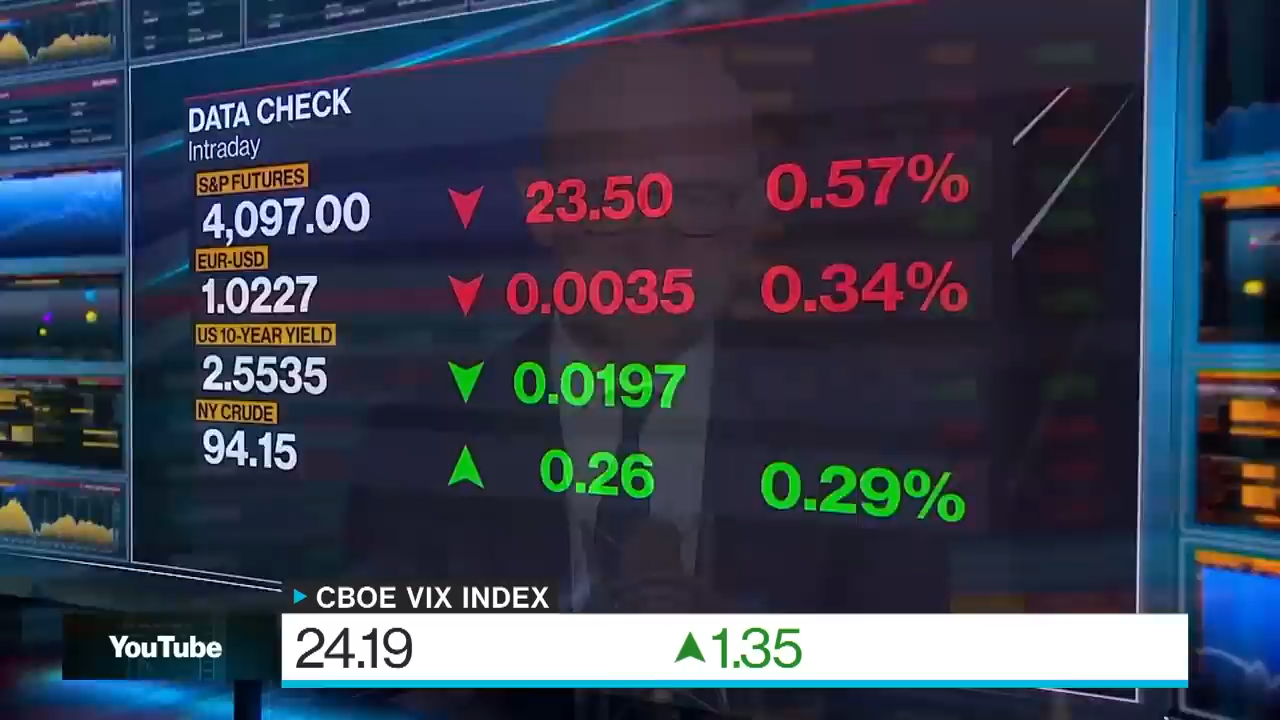 DATA CHECK
Intraday
S&P FUTURES
4,097.00 ▼ 23.50 0.57%
EUR-USD
1.0227 ▼ 0.0035 0.34%
US 10-YEAR YIELD
2.5535 ▼ 0.0197
NY CRUDE
94.15 ▲ 0.26 0.29%
CBOE VIX INDEX
YouTube
24.19 ▲1.35